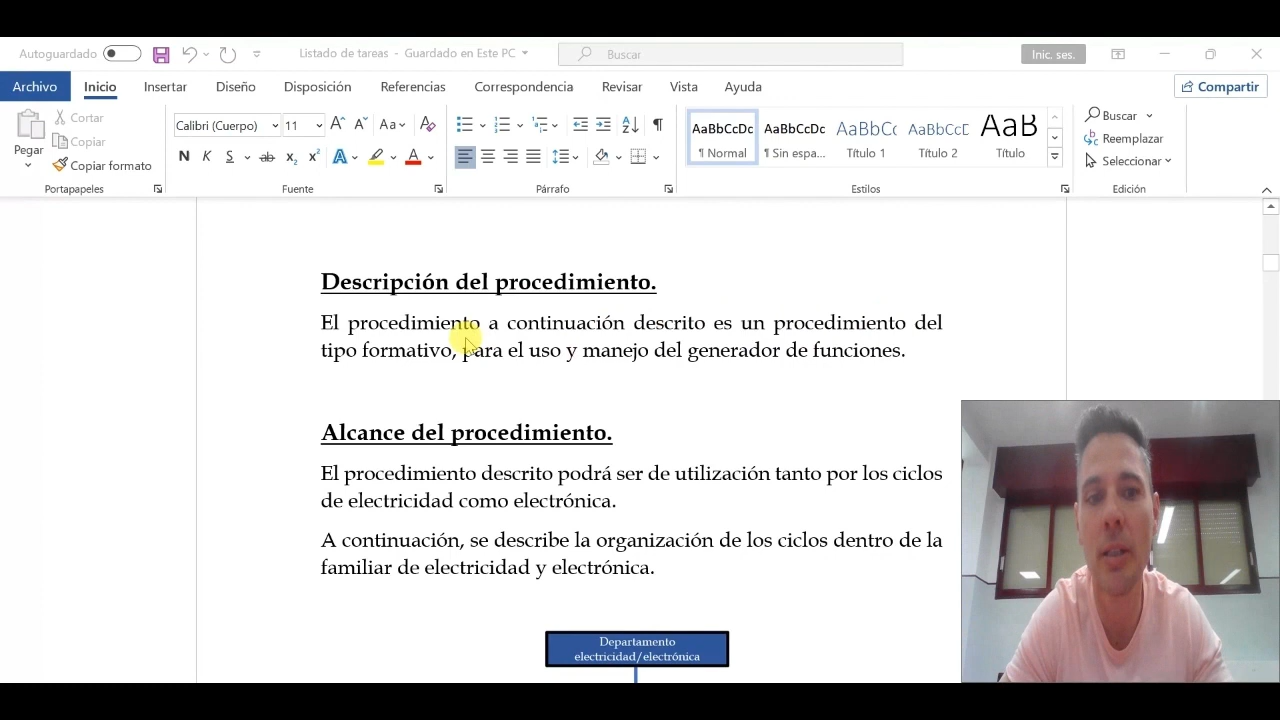 Autoguardado
Listado de tareas - Guardado en Este PC
Buscar
Inic. ses.
Archivo Inicio Insertar Diseño Disposición Referencias Correspondencia Revisar Vista Ayuda
Compartir
Pegar
Cortar
Copiar
Copiar formato
Portapapeles
Calibri (Cuerpo) 11
Aa
N K S ab x₂ x² A A
Fuente
Párrafo
AaBbCcDc AaBbCcDc AaBbCc AaBbCcD AaB
¶ Normal ¶ Sin espa... Título 1 Título 2 Título
Estilos
Buscar
Reemplazar
Seleccionar
Edición
Descripción del procedimiento.
El procedimiento a continuación descrito es un procedimiento del
tipo formativo, para el uso y manejo del generador de funciones.
Alcance del procedimiento.
El procedimiento descrito podrá ser de utilización tanto por los ciclos
de electricidad como electrónica.
A continuación, se describe la organización de los ciclos dentro de la
familiar de electricidad y electrónica.
Departamento
electricidad/electrónica